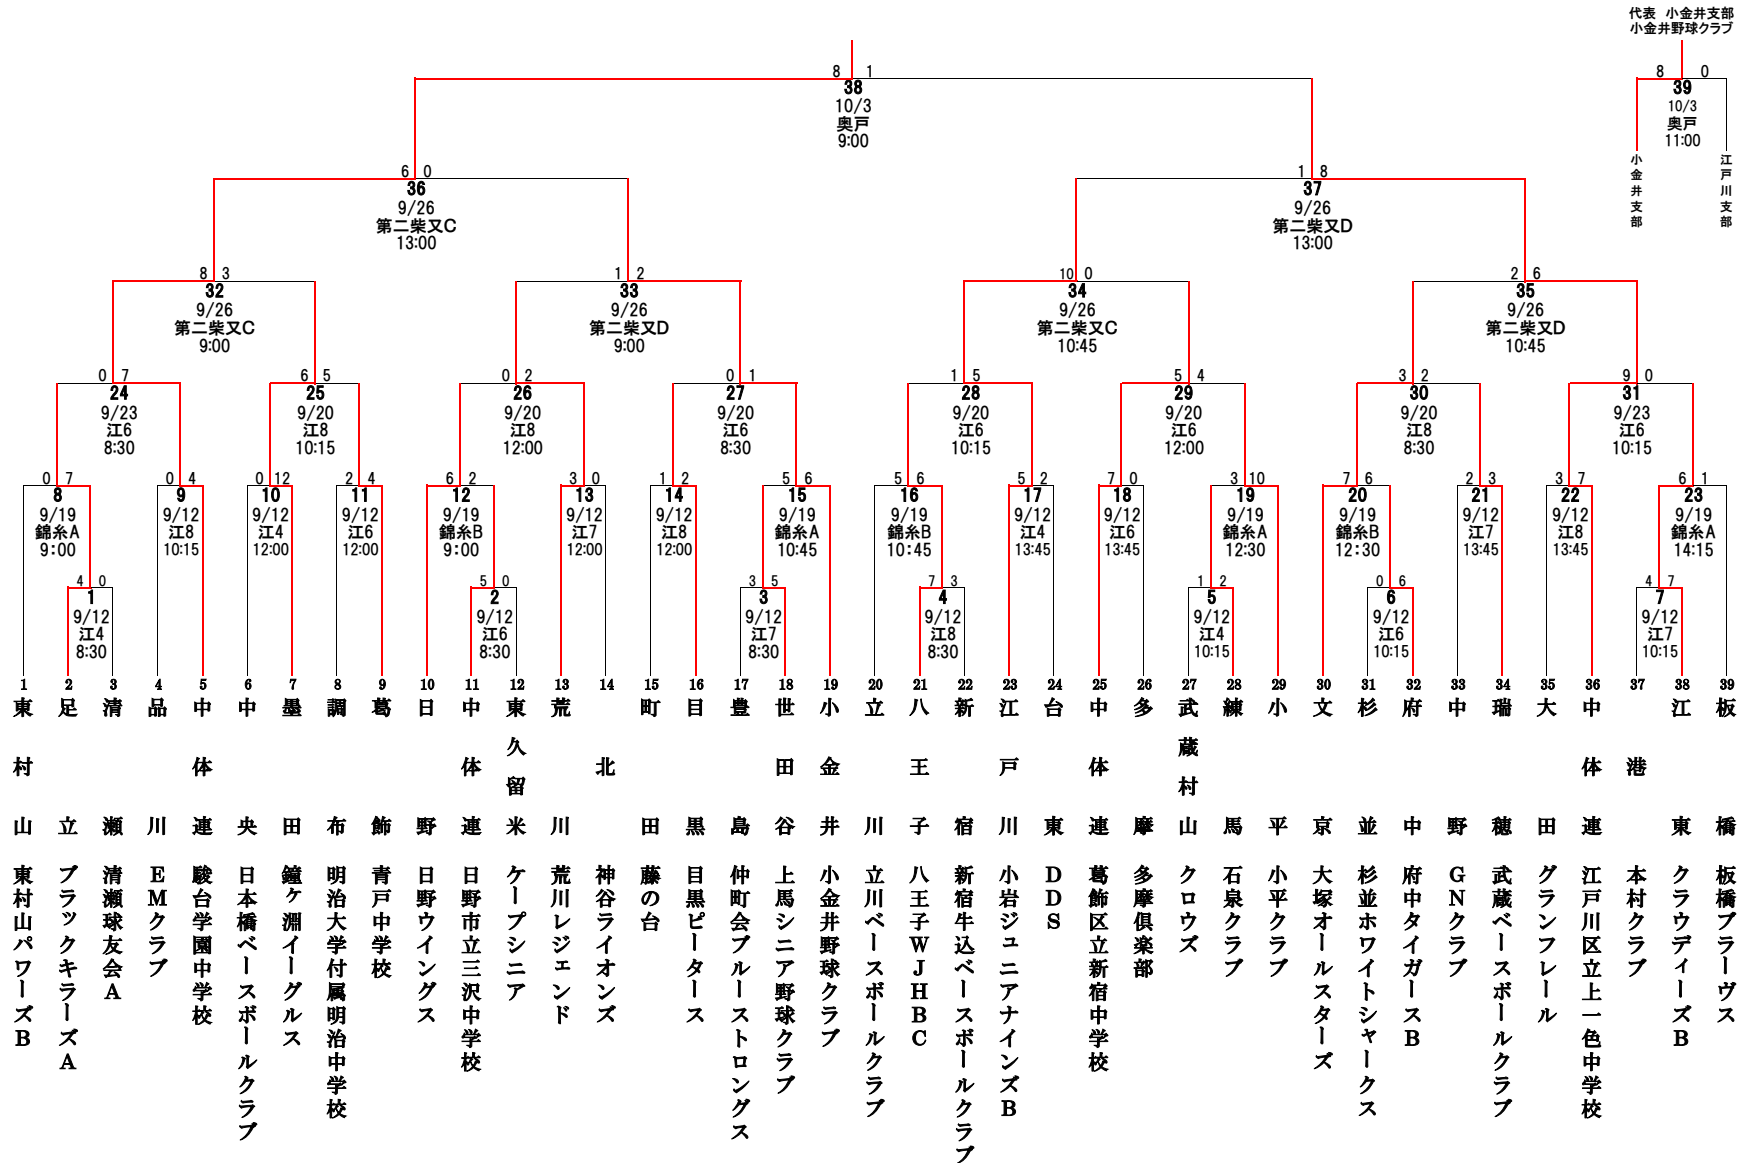 代表　小金井支部
小金井野球クラブ
8 1
38
10/3
奥戸
9:00
8 0
39
10/3
奥戸
11:00
小金井支部
江戸川支部
6 0
36
9/26
第二柴又C
13:00
1 8
37
9/26
第二柴又D
13:00
8 3
32
9/26
第二柴又C
9:00
1 2
33
9/26
第二柴又D
9:00
10 0
34
9/26
第二柴又C
10:45
2 6
35
9/26
第二柴又D
10:45
0 7
24
9/23
江6
8:30
6 5
25
9/20
江8
10:15
0 2
26
9/20
江8
12:00
0 1
27
9/20
江6
8:30
1 5
28
9/20
江6
10:15
5 4
29
9/20
江6
12:00
3 2
30
9/20
江8
8:30
9 0
31
9/23
江6
10:15
0 7
8
9/19
錦糸A
9:00
0 4
9
9/12
江8
10:15
0 12
10
9/12
江4
12:00
2 4
11
9/12
江6
12:00
6 2
12
9/19
錦糸B
9:00
3 0
13
9/12
江7
12:00
1 2
14
9/12
江8
12:00
5 6
15
9/19
錦糸A
10:45
5 6
16
9/19
錦糸B
10:45
5 2
17
9/12
江4
13:45
7 0
18
9/12
江6
13:45
3 10
19
9/19
錦糸A
12:30
7 6
20
9/19
錦糸B
12:30
2 3
21
9/12
江7
13:45
3 7
22
9/12
江8
13:45
6 1
23
9/19
錦糸A
14:15
4 0
1
9/12
江4
8:30
5 0
2
9/12
江6
8:30
3 5
3
9/12
江7
8:30
7 3
4
9/12
江8
8:30
1 2
5
9/12
江4
10:15
0 6
6
9/12
江6
10:15
4 7
7
9/12
江7
10:15
1 東村山 東村山パワーズB
2 足立 ブラックキラーズA
3 清瀬 清瀬球友会A
4 品川 EMクラブ
5 中体連 駿台学園中学校
6 中央 日本橋ベースボールクラブ
7 墨田 鐘ヶ淵イーグルス
8 調布 明治大学付属明治中学校
9 葛飾 青戸中学校
10 日野 日野ウイングス
11 中体連 日野市立三沢中学校
12 東久留米 ケープシニア
13 荒川 荒川レジェンド
14 北 神谷ライオンズ
15 町田 藤の台
16 目黒 目黒ピータース
17 豊島 仲町会ブルーストロングス
18 世田谷 上馬シニア野球クラブ
19 小金井 小金井野球クラブ
20 立川 立川ベースボールクラブ
21 八王子 八王子WJHBC
22 新宿 新宿牛込ベースボールクラブ
23 江戸川 小岩ジュニアナインズB
24 台東 DDS
25 中体連 葛飾区立新宿中学校
26 多摩 多摩倶楽部
27 武蔵村山 クロウズ
28 練馬 石泉クラブ
29 小平 小平クラブ
30 文京 大塚オールスターズ
31 杉並 杉並ホワイトシャークス
32 府中 府中タイガースB
33 中野 GNクラブ
34 瑞穂 武蔵ベースボールクラブ
35 大田 グランフレール
36 中体連 江戸川区立上一色中学校
37 港 本村クラブ
38 江東 クラウディーズB
39 板橋 板橋ブラーヴス